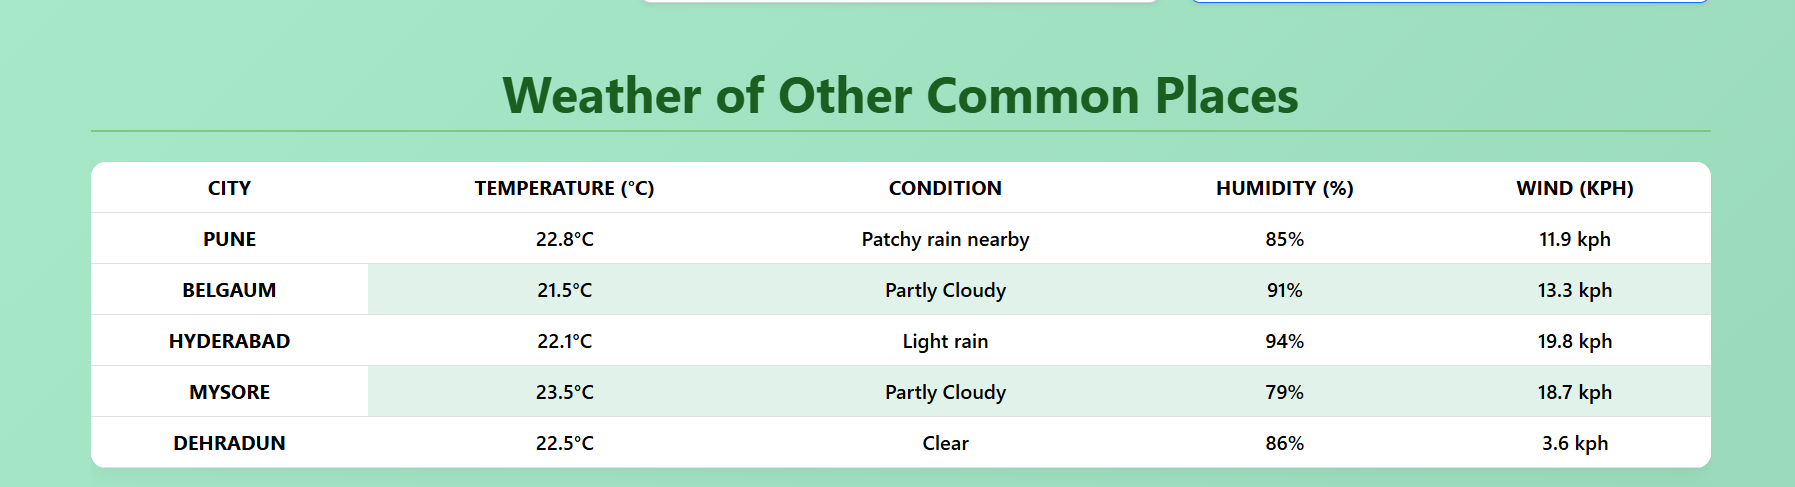 Weather of Other Common Places
CITY TEMPERATURE (°C) CONDITION HUMIDITY (%) WIND (KPH)
PUNE 22.8°C Patchy rain nearby 85% 11.9 kph
BELGAUM 21.5°C Partly Cloudy 91% 13.3 kph
HYDERABAD 22.1°C Light rain 94% 19.8 kph
MYSORE 23.5°C Partly Cloudy 79% 18.7 kph
DEHRADUN 22.5°C Clear 86% 3.6 kph